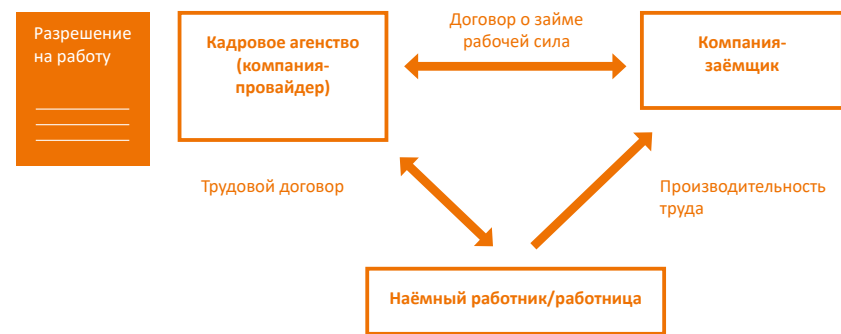 Разрешение
на работу
Кадровое агенство
(компания-
провайдер)
Договор о займе
рабочей сила
Компания-
заёмщик
Трудовой договор
Производительность
труда
Наёмный работник/работница